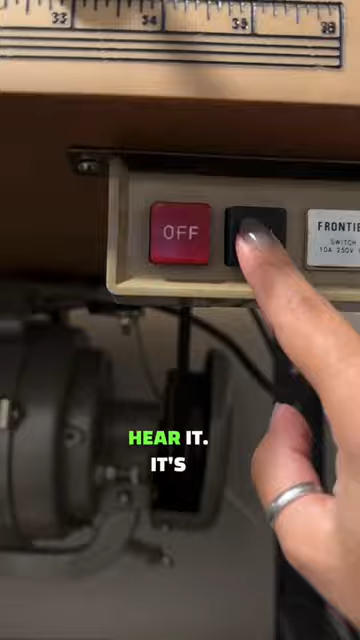 33 34 35 36
OFF
FRONTIE
SWITCH
10A 250V
HEAR IT.
IT'S